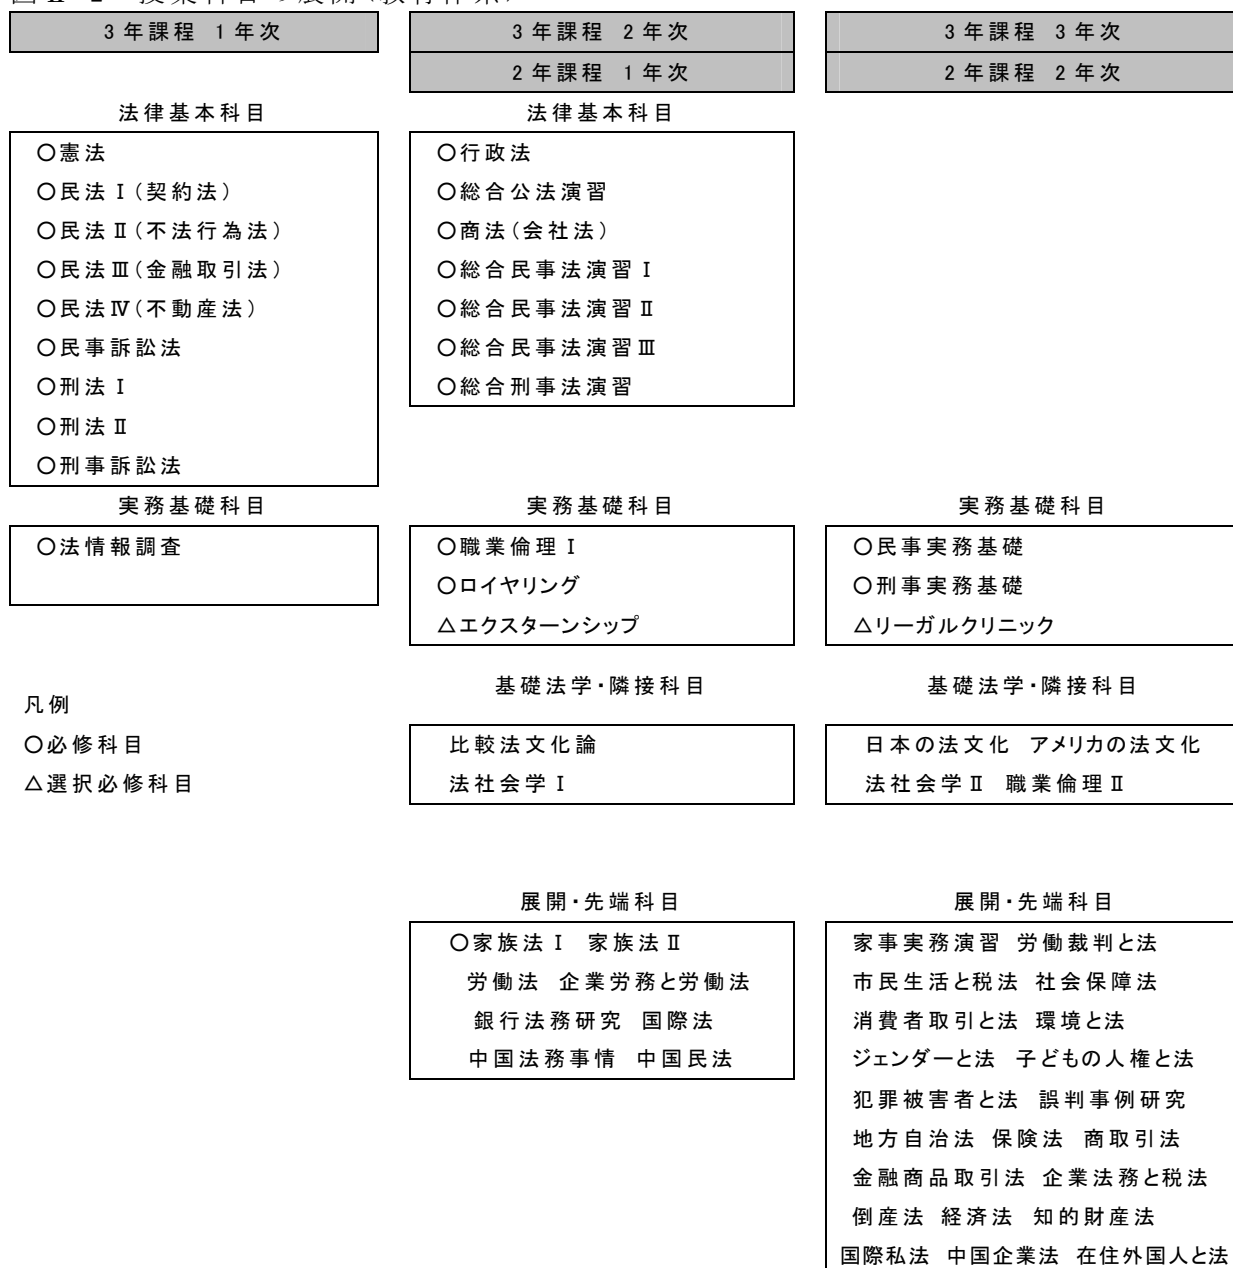 3年課程 1年次
3年課程 2年次
2年課程 1年次
3年課程 3年次
2年課程 2年次
法律基本科目
〇憲法
〇民法Ⅰ(契約法)
〇民法Ⅱ(不法行為法)
〇民法Ⅲ(金融取引法)
〇民法Ⅳ(不動産法)
〇民事訴訟法
〇刑法Ⅰ
〇刑法Ⅱ
〇刑事訴訟法
法律基本科目
〇行政法
〇総合公法演習
〇商法(会社法)
〇総合民事法演習Ⅰ
〇総合民事法演習Ⅱ
〇総合民事法演習Ⅲ
〇総合刑事法演習
実務基礎科目
〇法情報調査
実務基礎科目
〇職業倫理Ⅰ
〇ロイヤリング
△エクスターンシップ
実務基礎科目
〇民事実務基礎
〇刑事実務基礎
△リーガルクリニック
凡例
〇必修科目
△選択必修科目
基礎法学・隣接科目
比較法文化論
法社会学Ⅰ
基礎法学・隣接科目
日本の法文化 アメリカの法文化
法社会学Ⅱ 職業倫理Ⅱ
展開・先端科目
〇家族法Ⅰ 家族法Ⅱ
労働法 企業労務と労働法
銀行法務研究 国際法
中国法務事情 中国民法
展開・先端科目
家事実務演習 労働裁判と法
市民生活と税法 社会保障法
消費者取引と法 環境と法
ジェンダーと法 子どもの人権と法
犯罪被害者と法 誤判事例研究
地方自治法 保険法 商取引法
金融商品取引法 企業法務と税法
倒産法 経済法 知的財産法
国際私法 中国企業法 在住外国人と法